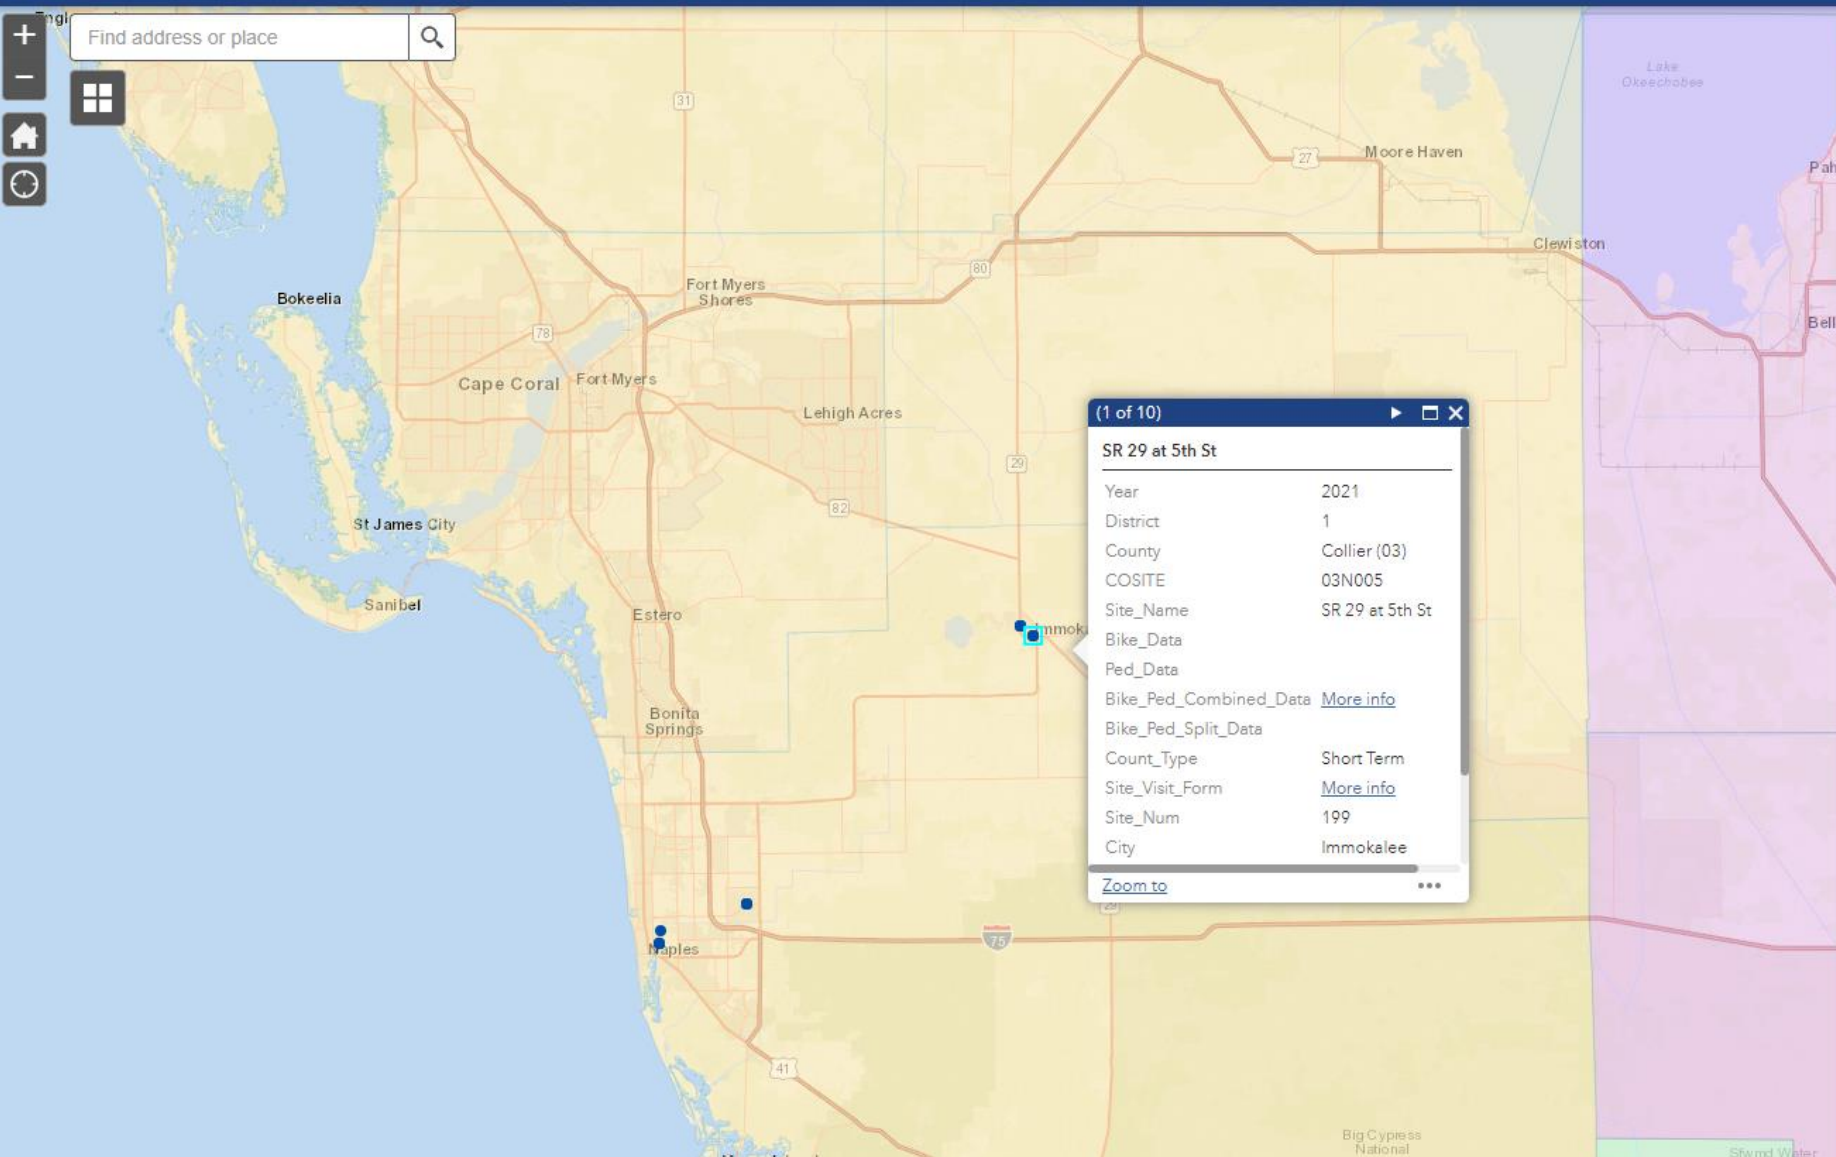 Find address or place
31
Lake
Okeechobee
27
Moore Haven
Clewiston
80
Fort Myers
Shores
Bokeelia
78
Cape Coral
Fort Myers
Lehigh Acres
29
82
St James City
Sanibel
Estero
Bonita
Springs
(1 of 10)
SR 29 at 5th St
Year 2021
District 1
County Collier (03)
COSITE 03N005
Site_Name SR 29 at 5th St
Bike_Data
Ped_Data
Bike_Ped_Combined_Data More info
Bike_Ped_Split_Data
Count_Type Short Term
Site_Visit_Form More info
Site_Num 199
City Immokalee
Zoom to
29
75
Naples
41
Big Cypress
National